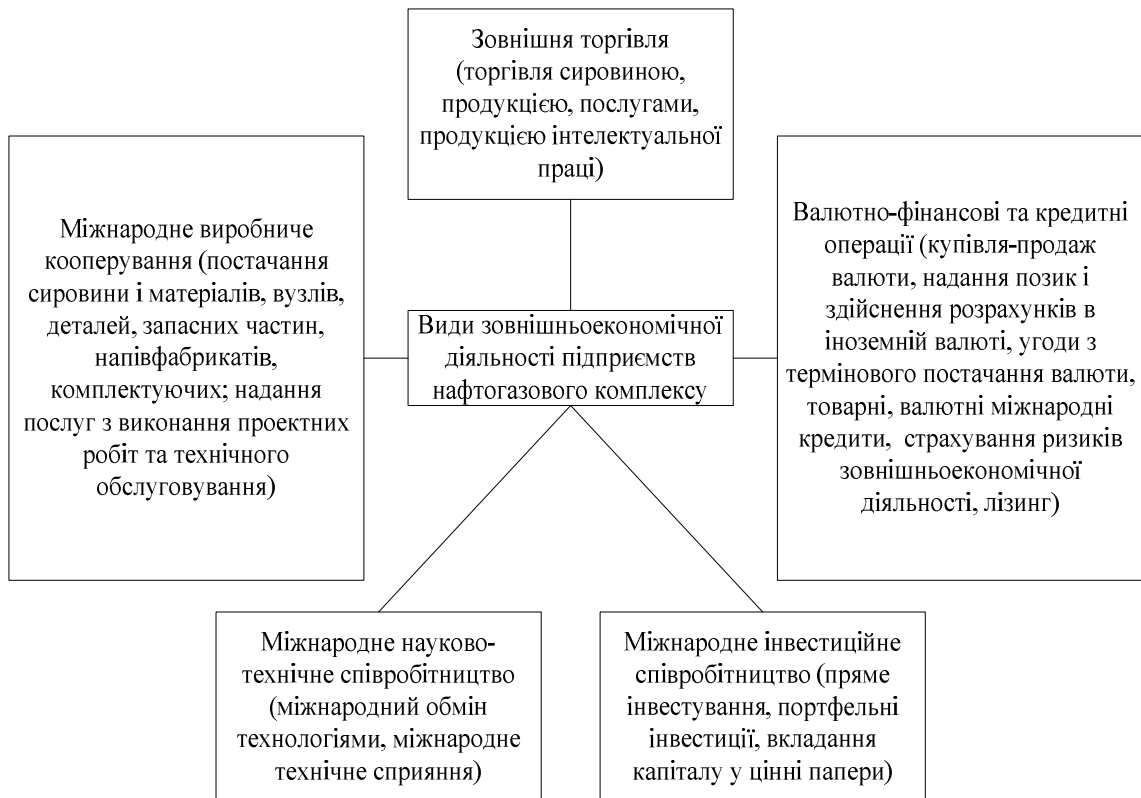 Зовнішня торгівля
(торгівля сировиною,
продукцією, послугами,
продукцією інтелектуальної
праці)
Міжнародне виробниче
кооперування (постачання
сировини і матеріалів, вузлів,
деталей, запасних частин,
напівфабрикатів,
комплектуючих; надання
послуг з виконання проектних
робіт та технічного
обслуговування)
Види зовнішньоекономічної
діяльності підприємств
нафтогазового комплексу
Валютно-фінансові та кредитні
операції (купівля-продаж
валюти, надання позик і
здійснення розрахунків в
іноземній валюті, угоди з
термінового постачання валюти,
товарні, валютні міжнародні
кредити, страхування ризиків
зовнішньоекономічної
діяльності, лізинг)
Міжнародне науково-
технічне співробітництво
(міжнародний обмін
технологіями, міжнародне
технічне сприяння)
Міжнародне інвестиційне
співробітництво (пряме
інвестування, портфельні
інвестиції, вкладання
капіталу у цінні папери)